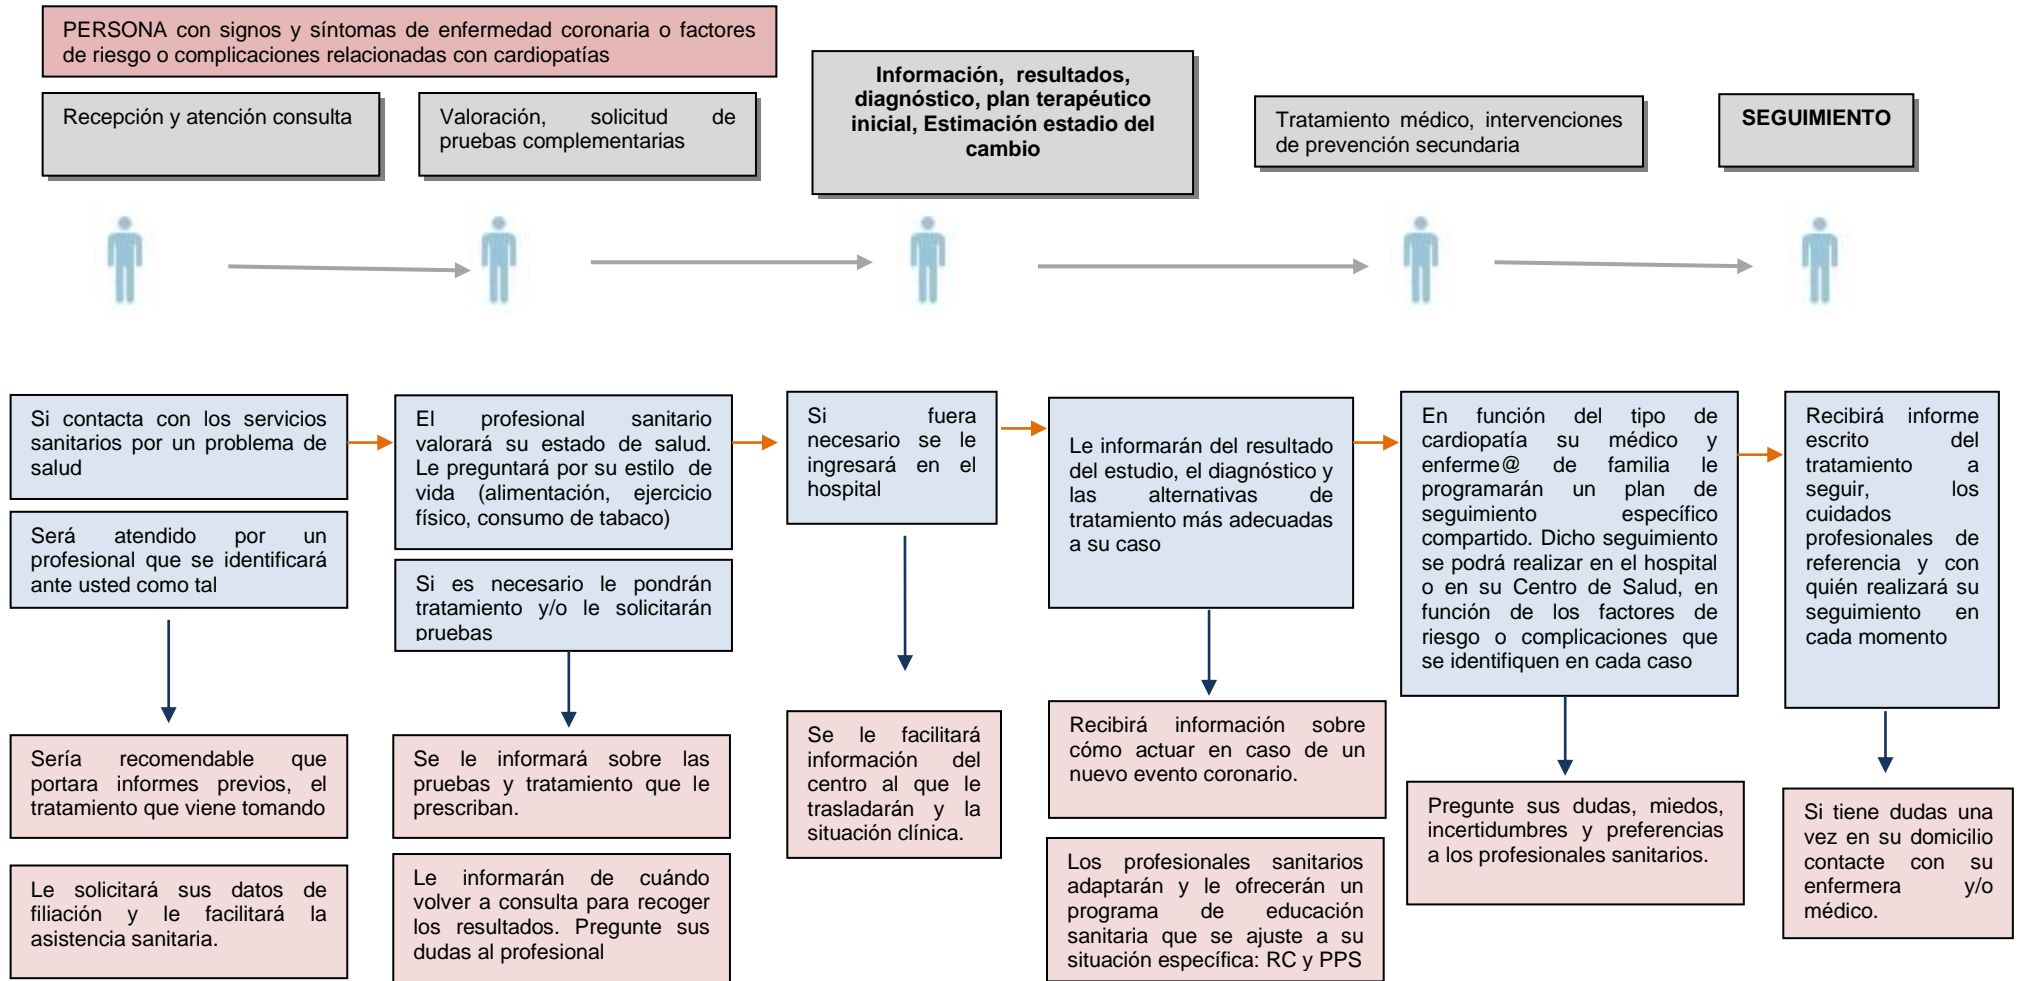 PERSONA con signos y síntomas de enfermedad coronaria o factores
de riesgo o complicaciones relacionadas con cardiopatías
Recepción y atención consulta
Valoración, solicitud de
pruebas complementarias
Información, resultados,
diagnóstico, plan terapéutico
inicial, Estimación estadio del
cambio
Tratamiento médico, intervenciones
de prevención secundaria
SEGUIMIENTO
Si contacta con los servicios
sanitarios por un problema de
salud
Será atendido por un
profesional que se identificará
ante usted como tal
El profesional sanitario
valorará su estado de salud.
Le preguntará por su estilo de
vida (alimentación, ejercicio
físico, consumo de tabaco)
Si es necesario le pondrán
tratamiento y/o le solicitarán
pruebas
Si fuera
necesario se le
ingresará en el
hospital
Le informarán del resultado
del estudio, el diagnóstico y
las alternativas de
tratamiento más adecuadas
a su caso
En función del tipo de
cardiopatía su médico y
enferme@ de familia le
programarán un plan de
seguimiento específico
compartido. Dicho seguimiento
se podrá realizar en el hospital
o en su Centro de Salud, en
función de los factores de
riesgo o complicaciones que
se identifiquen en cada caso
Recibirá informe
escrito del
tratamiento a
seguir, los
cuidados
profesionales de
referencia y con
quién realizará su
seguimiento en
cada momento
Sería recomendable que
portara informes previos, el
tratamiento que viene tomando
Le solicitará sus datos de
filiación y le facilitará la
asistencia sanitaria.
Se le informará sobre las
pruebas y tratamiento que le
prescriban.
Le informarán de cuándo
volver a consulta para recoger
los resultados. Pregunte sus
dudas al profesional
Se le facilitará
información del
centro al que le
trasladarán y la
situación clínica.
Recibirá información sobre
cómo actuar en caso de un
nuevo evento coronario.
Los profesionales sanitarios
adaptarán y le ofrecerán un
programa de educación
sanitaria que se ajuste a su
situación específica: RC y PPS
Pregunte sus dudas, miedos,
incertidumbres y preferencias
a los profesionales sanitarios.
Si tiene dudas una
vez en su domicilio
contacte con su
enfermera y/o
médico.